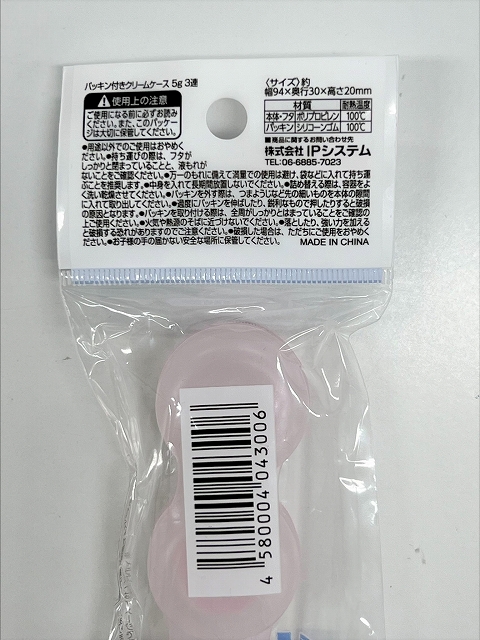 パッキン付きクリームケース 5g 3連
使用上の注意
ご使用になる前に必ずお読み
ください。また、このパッケー
ジは大切に保管してください。
●用途以外でのご使用はおやめ
ください。●持ち運びの際は、フタが
しっかりと閉まっていることと、液もれが
ないことをご確認ください。●万一のもれに備えて満量での使用は避け、袋などに入れて持ち運
ぶことを推奨します。●中身を入れて長期間放置しないでください。●詰め替える際は、容器をよ
く洗い乾燥させてください。●パッキンを外す際は、つまようじなど先の細いものを本体の隙間
に入れて取り出してください。●過度にパッキンを伸ばしたり、鋭利なもので押したりすると破損
の原因となります。●パッキンを取り付ける際は、全周がしっかりとはまっていることをご確認の
上ご使用ください。●火気や熱源のそばに近づけないでください。●落としたり、強い力を加える
と破損する恐れがありますのでご注意ください。●破損した場合は、ただちにご使用をおやめく
ださい。●お子様の手の届かない安全な場所に保管してください。
〈サイズ〉約
幅94×奥行30×高さ20mm
材質 耐熱温度
本体・フタ ポリプロピレン 100℃
パッキン シリコーンゴム 100℃
■商品に関するお問い合わせ先
株式会社 IPシステム
TEL:06-6885-7023
MADE IN CHINA
4 580004 043006